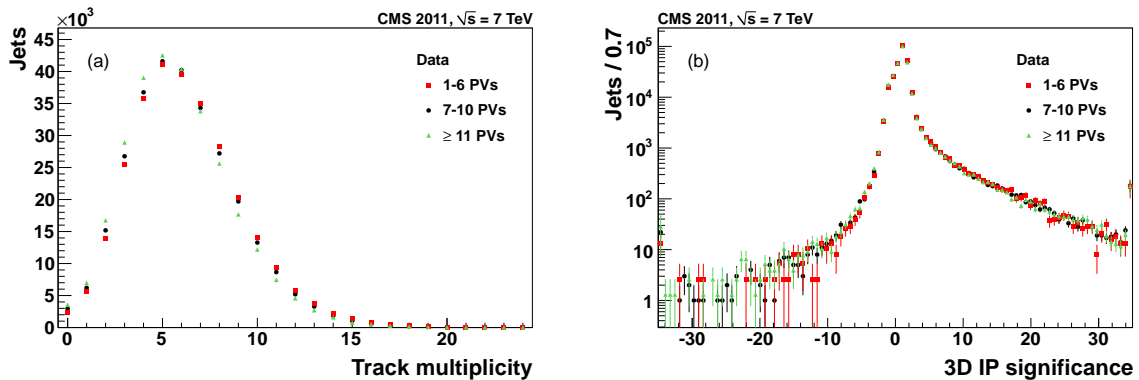 ×10³
CMS 2011, √s = 7 TeV
Jets
45
40
35
30
25
20
15
10
5
0
(a)
Data
1-6 PVs
7-10 PVs
≥ 11 PVs
0 5 10 15 20
Track multiplicity
CMS 2011, √s = 7 TeV
Jets / 0.7
10⁵
10⁴
10³
10²
10
1
(b)
Data
1-6 PVs
7-10 PVs
≥ 11 PVs
-30 -20 -10 0 10 20 30
3D IP significance